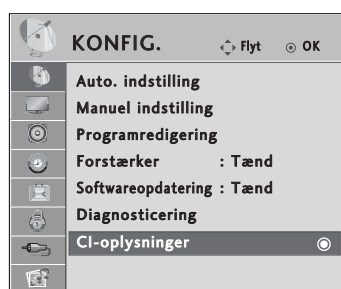 KONFIG. Flyt OK
Auto. indstilling
Manuel indstilling
Programredigering
Forstærker : Tænd
Softwareopdatering : Tænd
Diagnosticering
CI-oplysninger